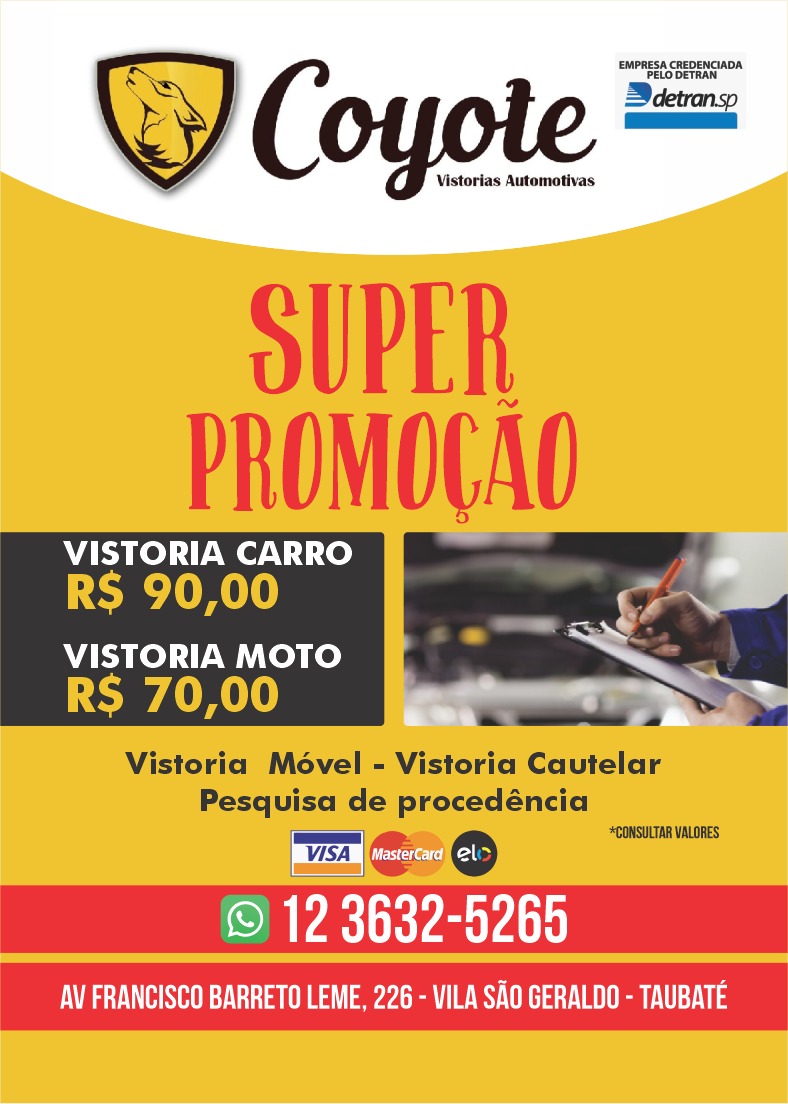 Coyote
Vistorias Automotivas
EMPRESA CREDENCIADA
PELO DETRAN
detran.sp
SUPER
PROMOÇÃO
VISTORIA CARRO
R$ 90,00
VISTORIA MOTO
R$ 70,00
Vistoria Móvel - Vistoria Cautelar
Pesquisa de procedência
*CONSULTAR VALORES
VISA
MasterCard
elo
12 3632-5265
AV FRANCISCO BARRETO LEME, 226 - VILA SÃO GERALDO - TAUBATÉ